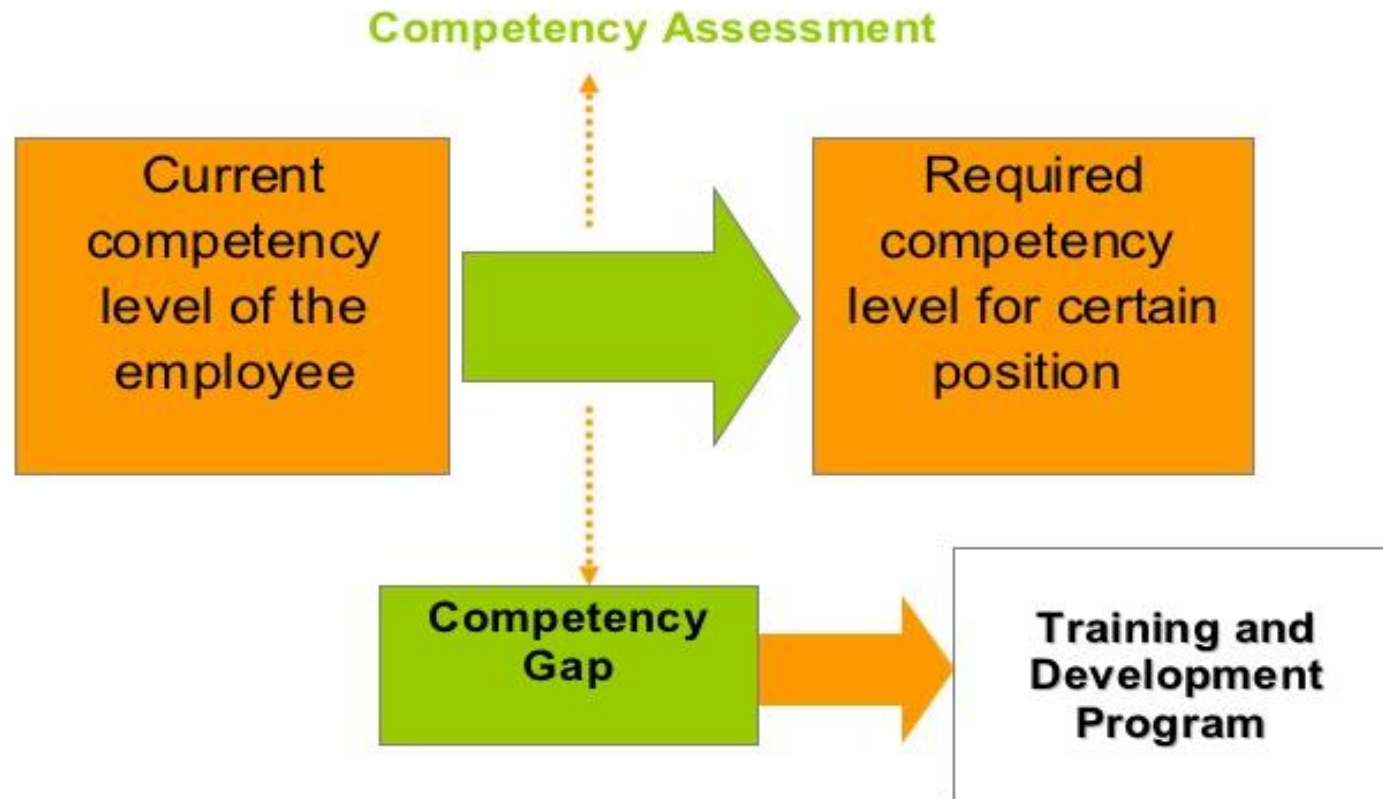 Competency Assessment
Current
competency
level of the
employee
Required
competency
level for certain
position
Competency
Gap
Training and
Development
Program